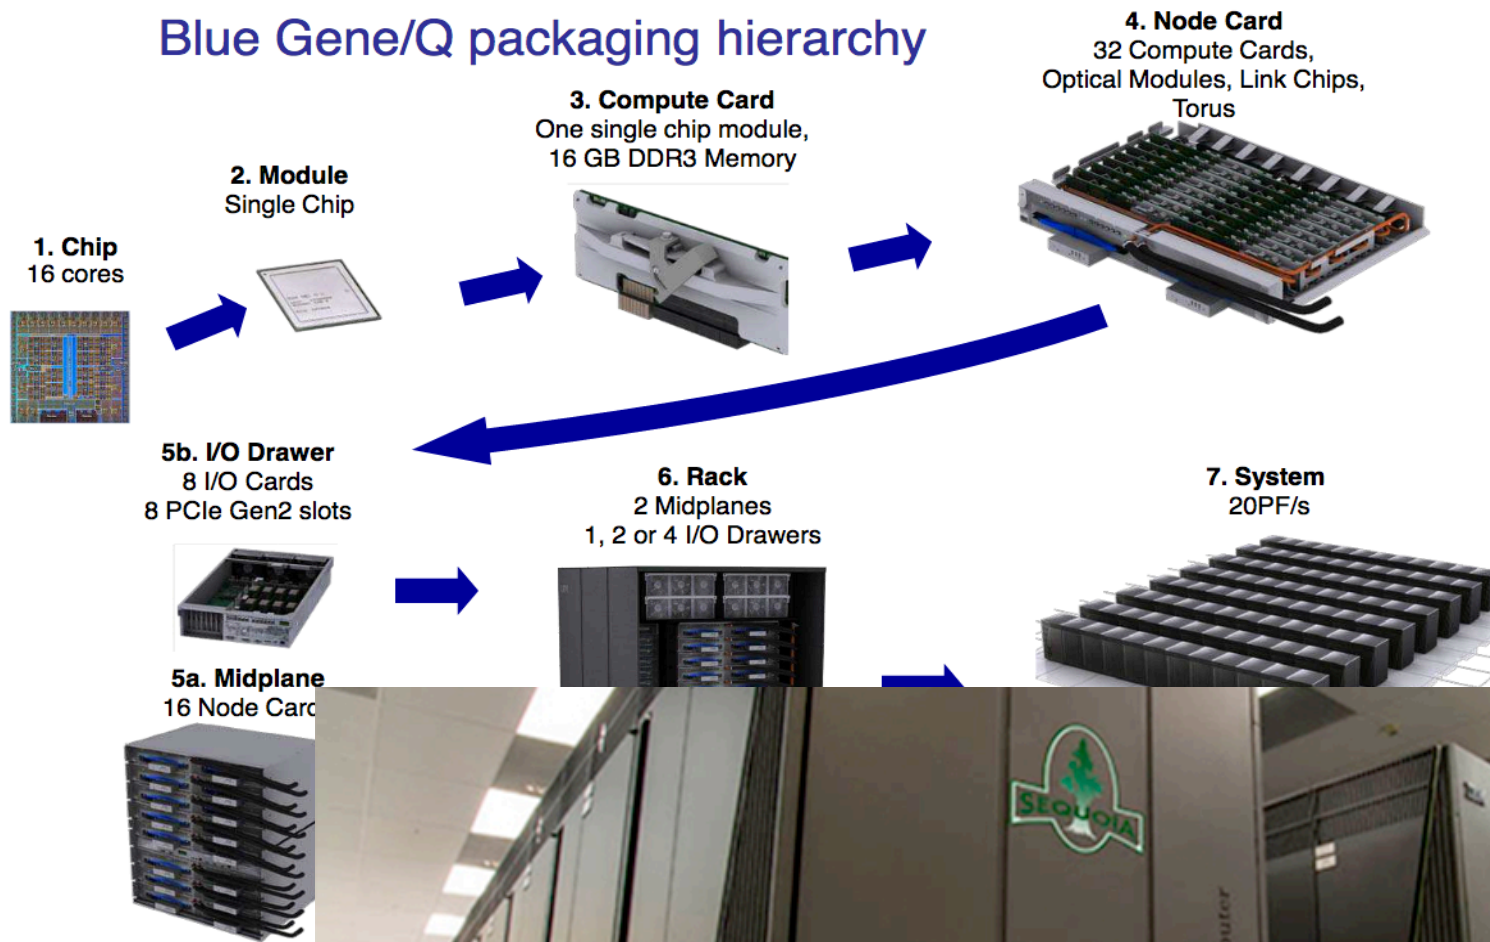 Blue Gene/Q packaging hierarchy
1. Chip
16 cores
2. Module
Single Chip
3. Compute Card
One single chip module,
16 GB DDR3 Memory
4. Node Card
32 Compute Cards,
Optical Modules, Link Chips,
Torus
5b. I/O Drawer
8 I/O Cards
8 PCIe Gen2 slots
5a. Midplane
16 Node Card
6. Rack
2 Midplanes
1, 2 or 4 I/O Drawers
7. System
20PF/s
SEQUOIA